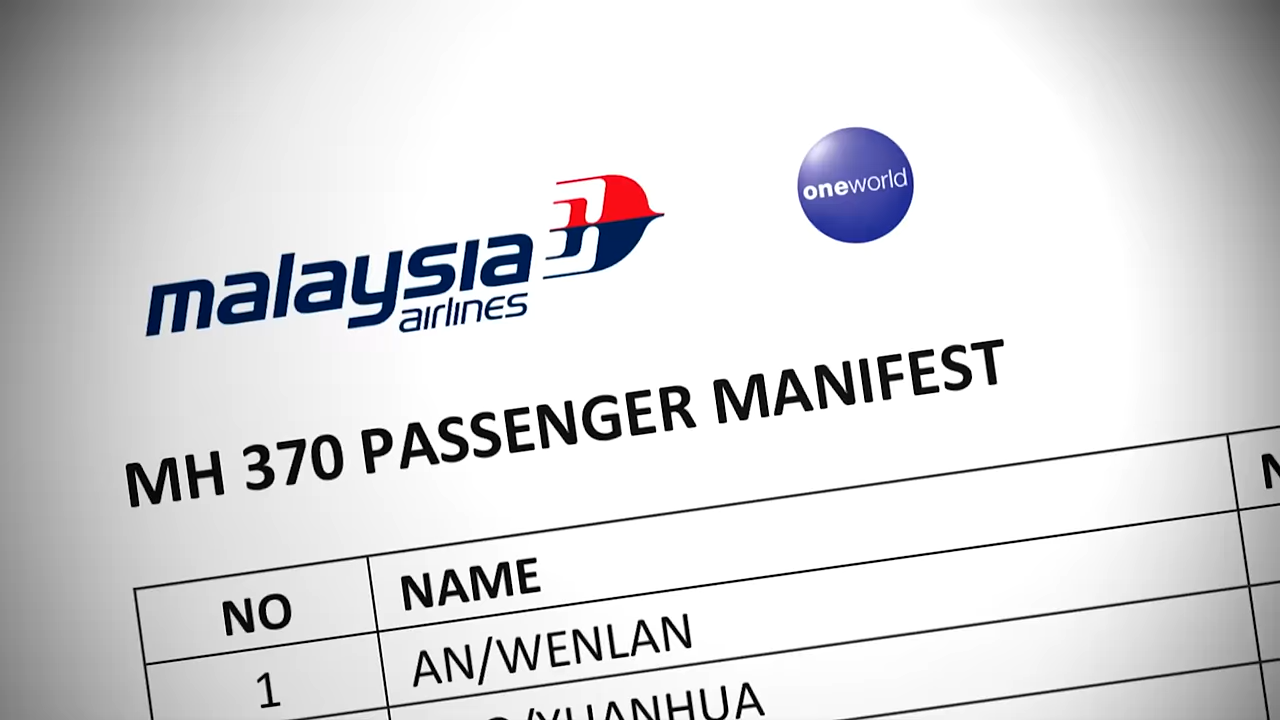 malaysia
airlines
oneworld
MH 370 PASSENGER MANIFEST
NO NAME
1 AN/WENLAN